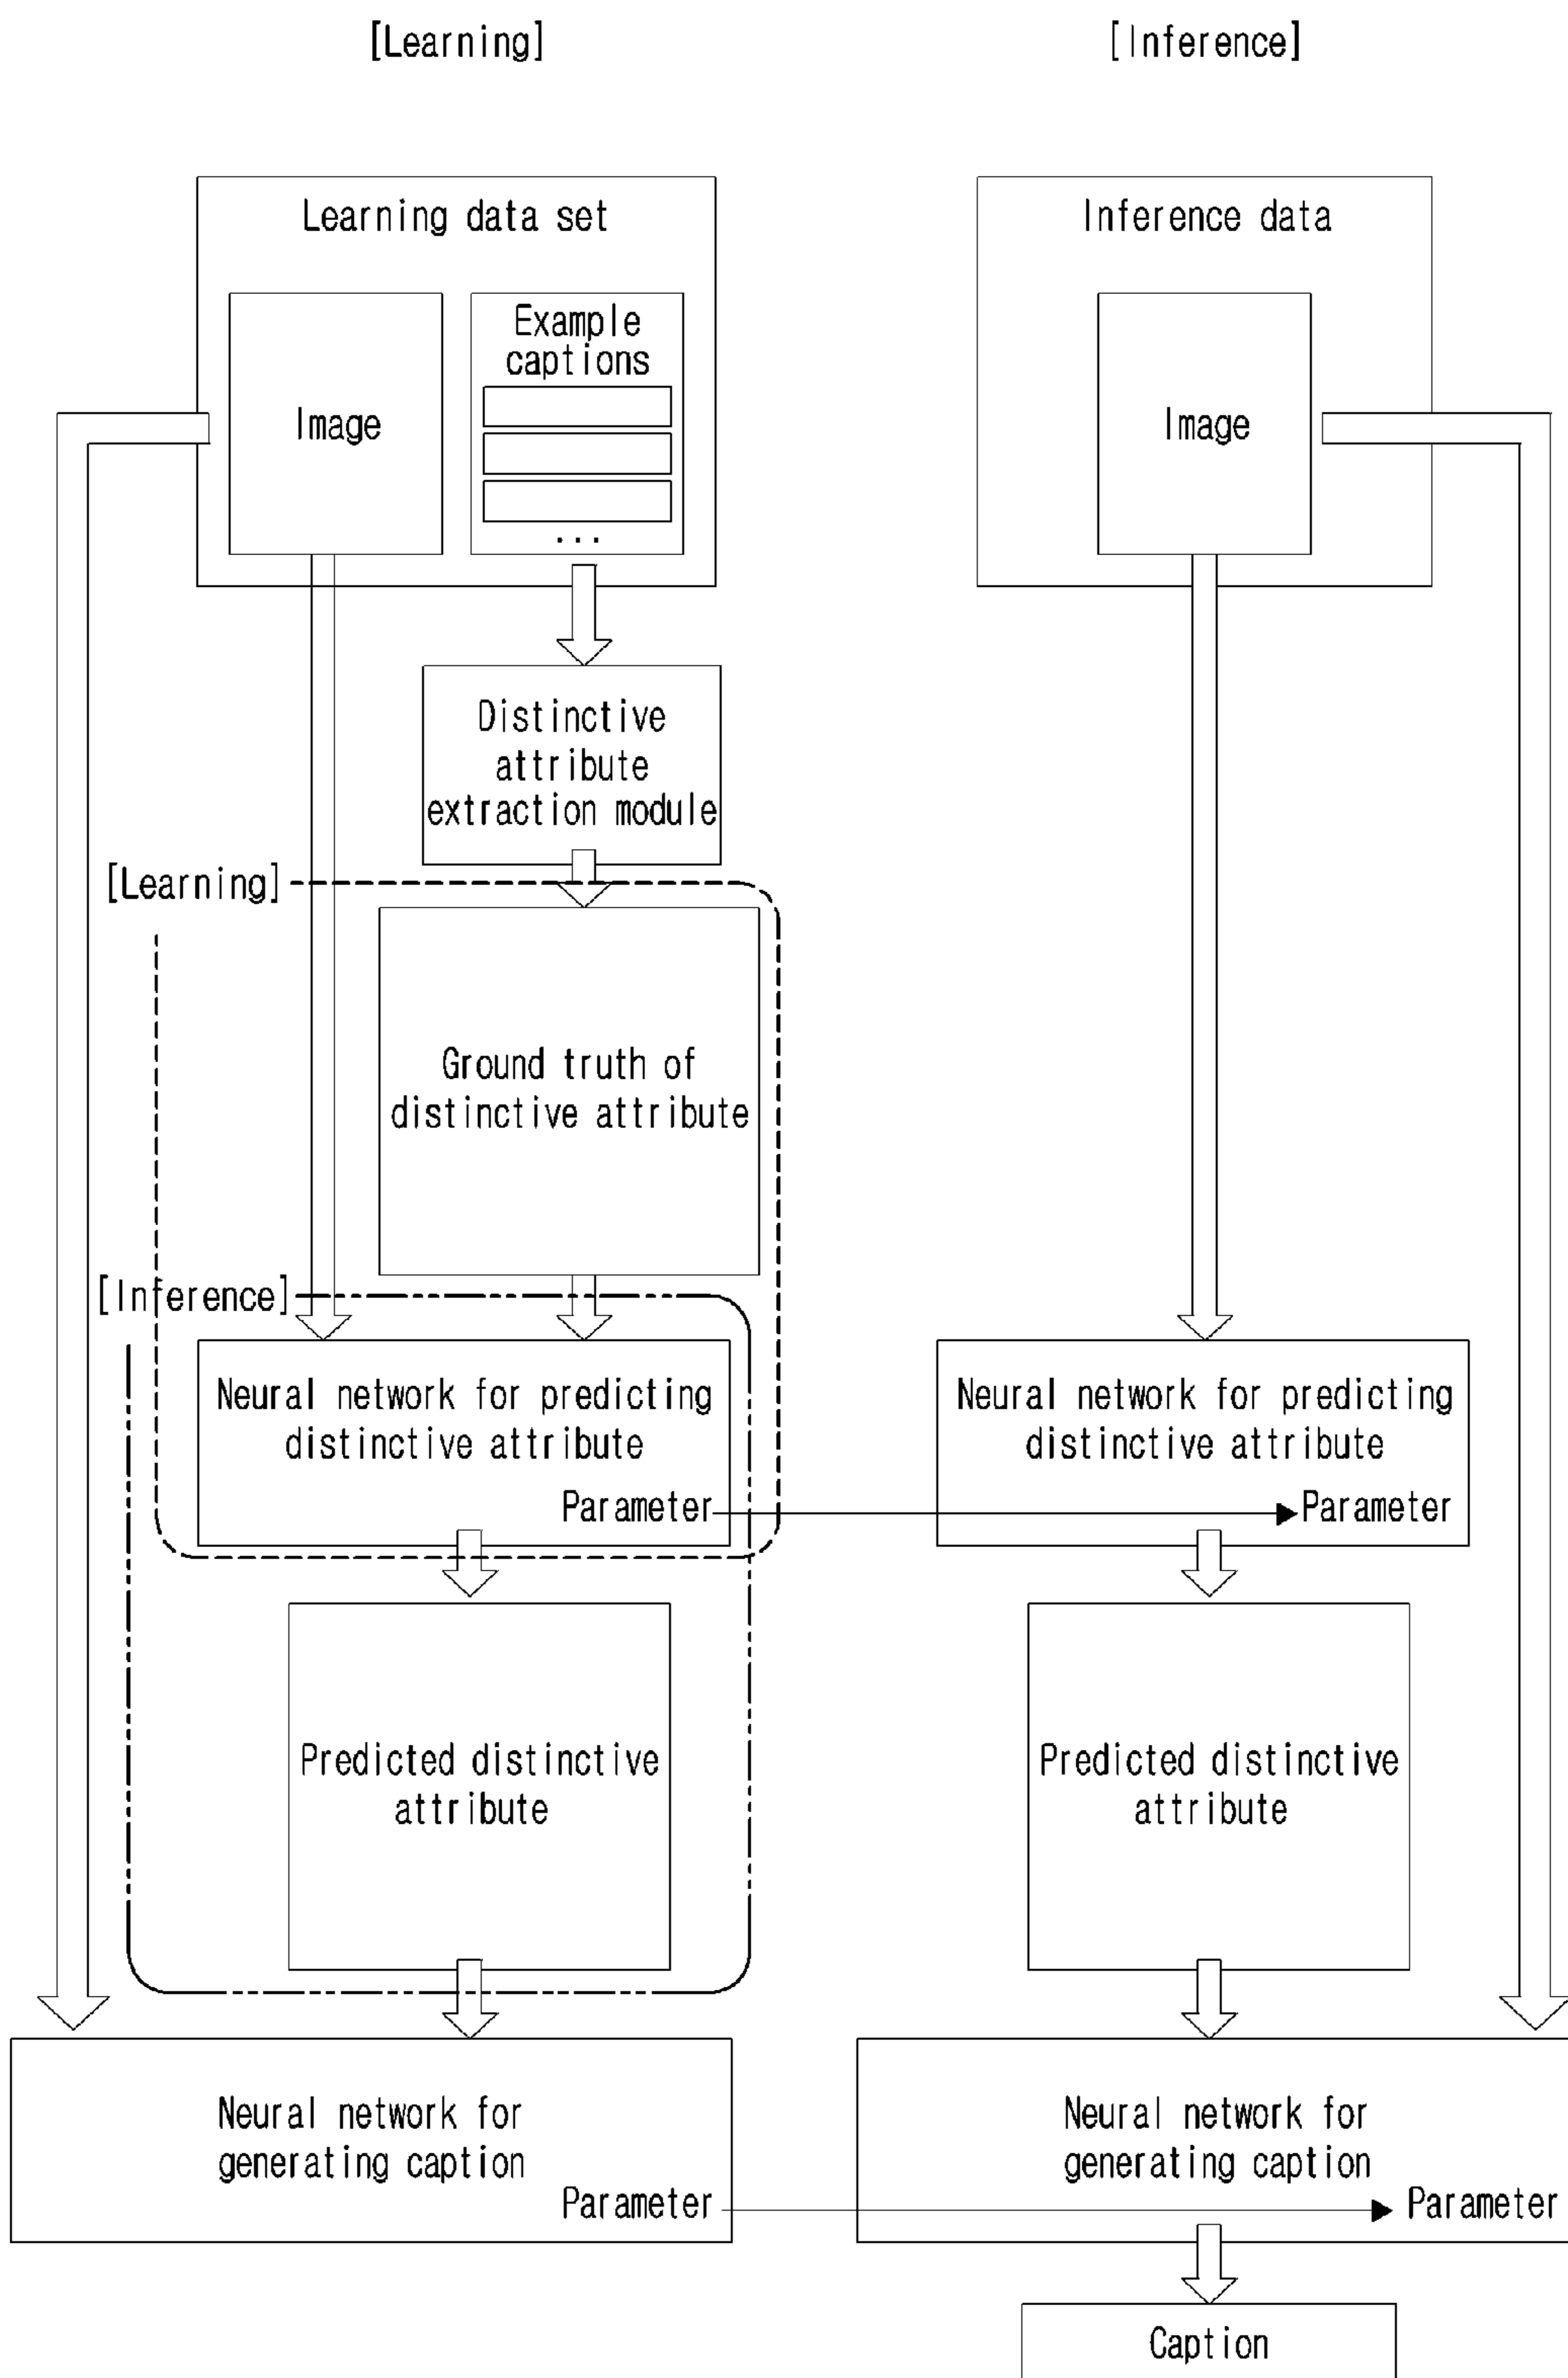 [Learning]
[Inference]
Learning data set
Image
Example
captions
...
Inference data
Image
Distinctive
attribute
extraction module
[Learning]
Ground truth of
distinctive attribute
[Inference]
Neural network for predicting
distinctive attribute
Parameter
Neural network for predicting
distinctive attribute
Parameter
Predicted distinctive
attribute
Predicted distinctive
attribute
Neural network for
generating caption
Parameter
Neural network for
generating caption
Parameter
Caption